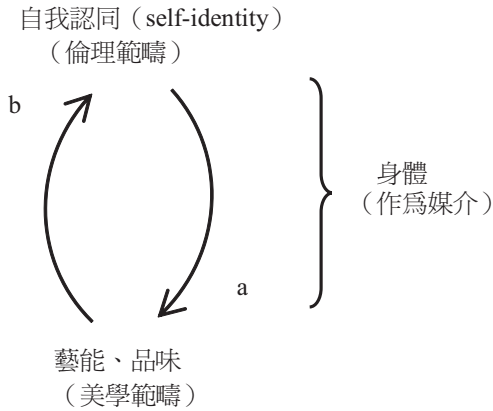 自我認同（self-identity）
（倫理範疇）
b
身體
（作爲媒介）
a
藝能、品味
（美學範疇）